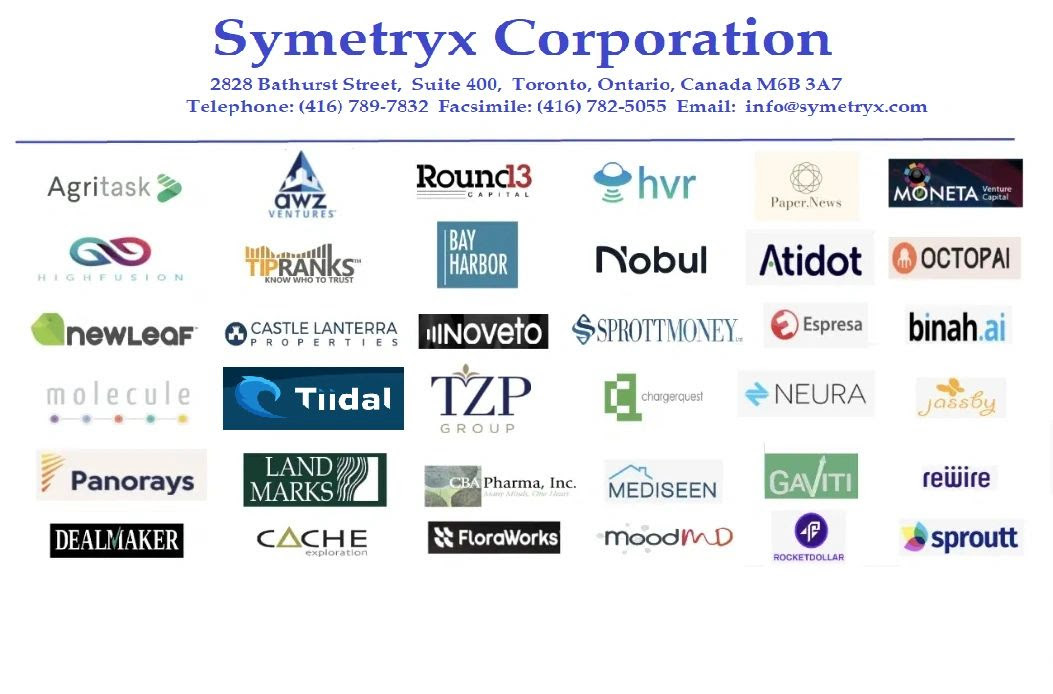 Symetryx Corporation
2828 Bathurst Street, Suite 400, Toronto, Ontario, Canada M6B 3A7
Telephone: (416) 789-7832 Facsimile: (416) 782-5055 Email: info@symetryx.com
Agritask
awz
VENTURES
Round13
CAPITAL
hvr
Paper.News
MONETA Venture
Capital
HIGHFUSION
TIPRANKS™
KNOW WHO TO TRUST
BAY
HARBOR
Nobul
Atidot
OCTOPAI
newLeaf
CASTLE LANTERRA
PROPERTIES
Noveto
SPROTTMONEY Ltd
Espresa
binah.ai
molecule
Tiidal
TZP
GROUP
chargerquest
NEURA
jassby
Panorays
LAND
MARKS
CBA Pharma, Inc.
Many Minds, One Heart
MEDISEEN
GAVITI
rewire
DEALMAKER
CACHE
exploration
FloraWorks
moodMD
ROCKETDOLLAR
sproutt